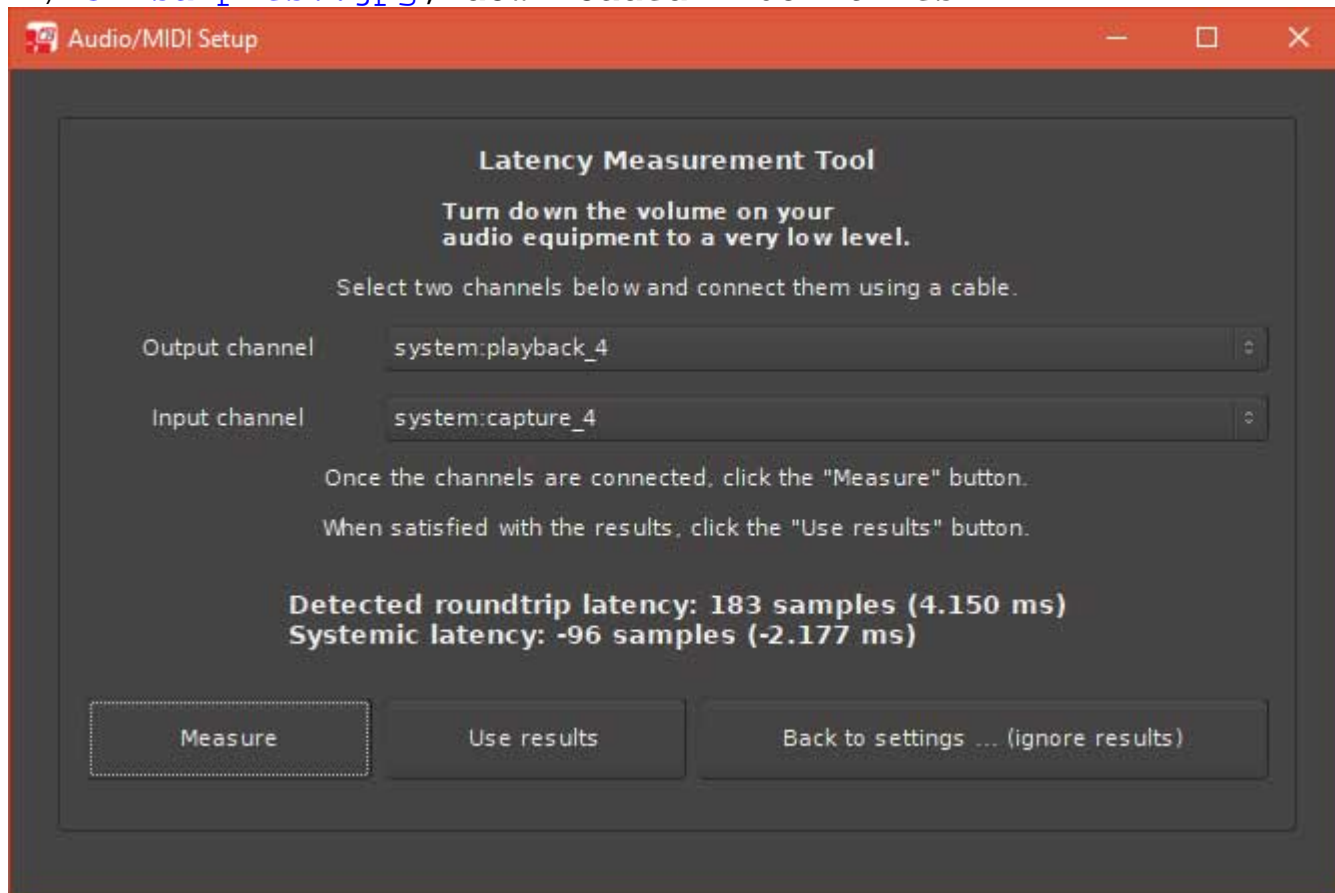 Audio/MIDI Setup
Latency Measurement Tool
Turn down the volume on your
audio equipment to a very low level.
Select two channels below and connect them using a cable.
Output channel system:playback_4
Input channel system:capture_4
Once the channels are connected, click the "Measure" button.
When satisfied with the results, click the "Use results" button.
Detected roundtrip latency: 183 samples (4.150 ms)
Systemic latency: -96 samples (-2.177 ms)
Measure Use results Back to settings ... (ignore results)